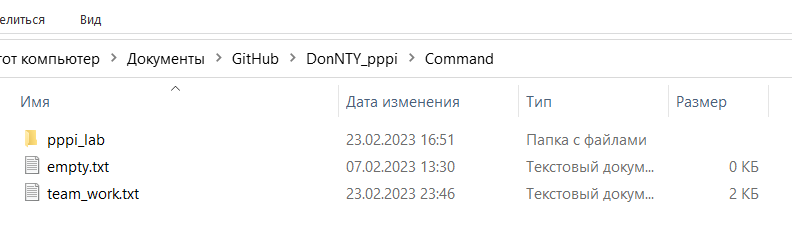 елиться Вид
тот компьютер Документы GitHub DonNTY_pppi Command
Имя Дата изменения Тип Размер
pppi_lab 23.02.2023 16:51 Папка с файлами
empty.txt 07.02.2023 13:30 Текстовый докум... 0 КБ
team_work.txt 23.02.2023 23:46 Текстовый докум... 2 КБ